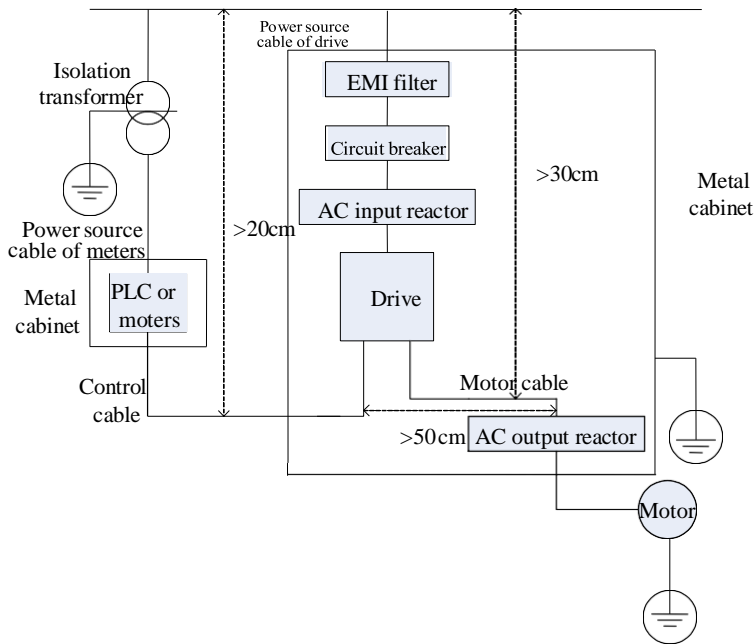 Power source
cable of drive
Isolation
transformer
EMI filter
Circuit breaker
AC input reactor
>30cm
Metal
cabinet
>20cm
Power source
cable of meters
Metal
cabinet
PLC or
moters
Drive
Control
cable
Motor cable
>50cm
AC output reactor
Motor